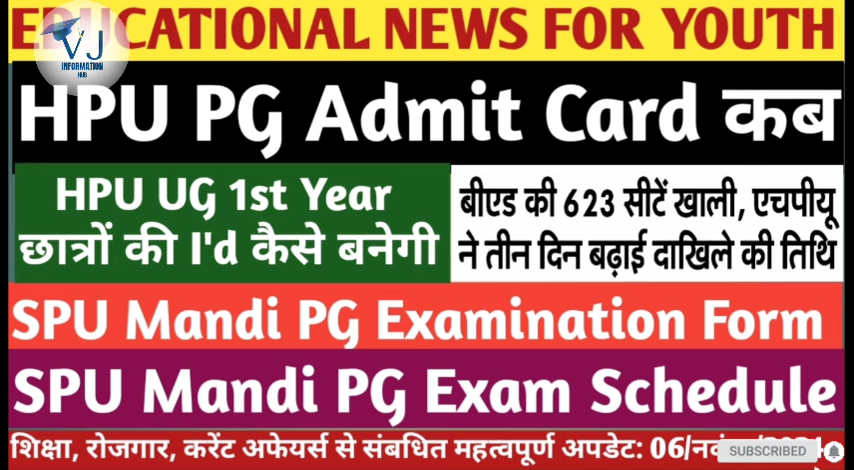 EDUCATIONAL NEWS FOR YOUTH
VJ
INFORMATION
HUB
HPU PG Admit Card कब
HPU UG 1st Year
छात्रों की I'd कैसे बनेगी
बीएड की 623 सीटें खाली, एचपीयू
ने तीन दिन बढ़ाई दाखिले की तिथि
SPU Mandi PG Examination Form
SPU Mandi PG Exam Schedule
शिक्षा, रोजगार, करेंट अफेयर्स से संबधित महत्वपूर्ण अपडेट: 06/
SUBSCRIBED